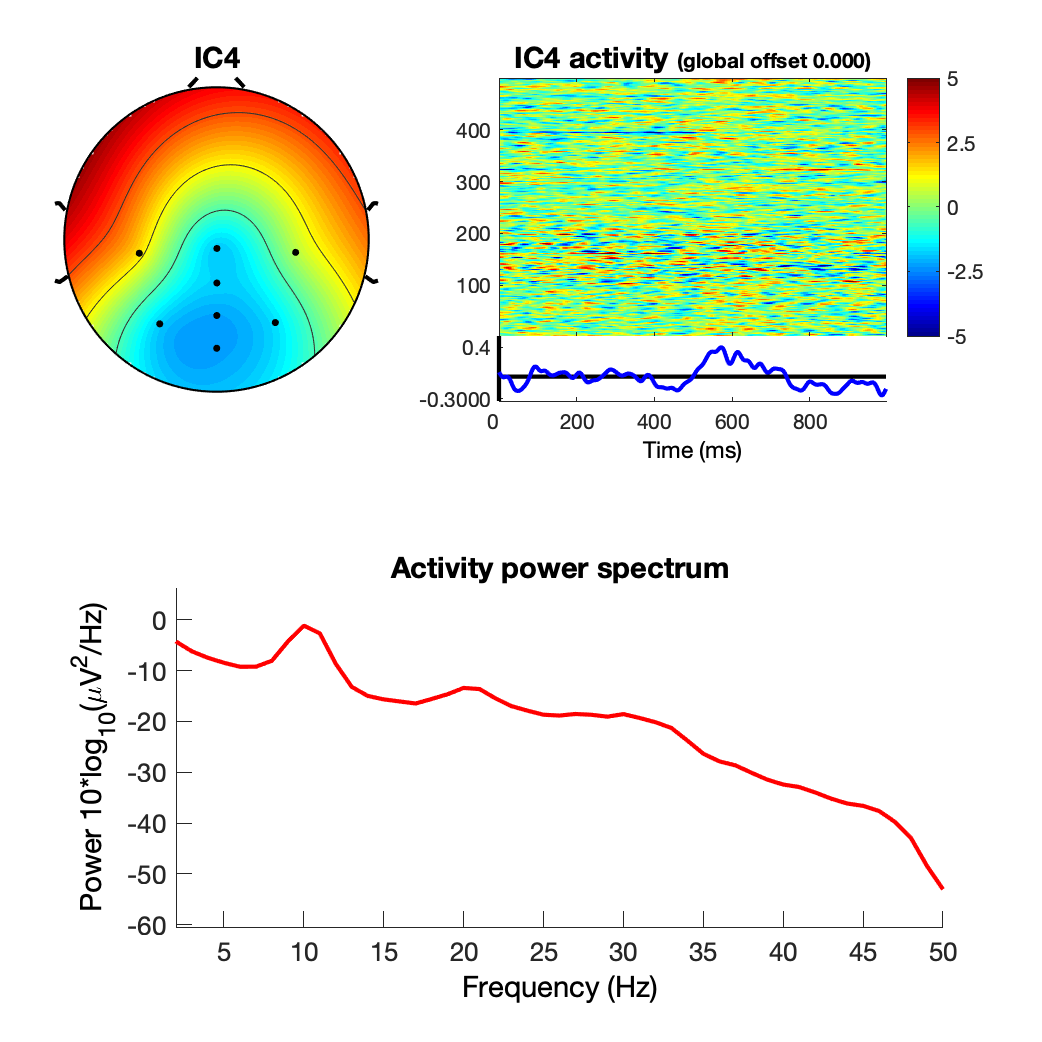 IC4
IC4 activity (global offset 0.000)
5
2.5
0
-2.5
-5
400
300
200
100
0.4
-0.3000
0 200 400 600 800
Time (ms)
Activity power spectrum
0
-10
-20
-30
-40
-50
-60
Power 10*log10(μV2/Hz)
5 10 15 20 25 30 35 40 45 50
Frequency (Hz)